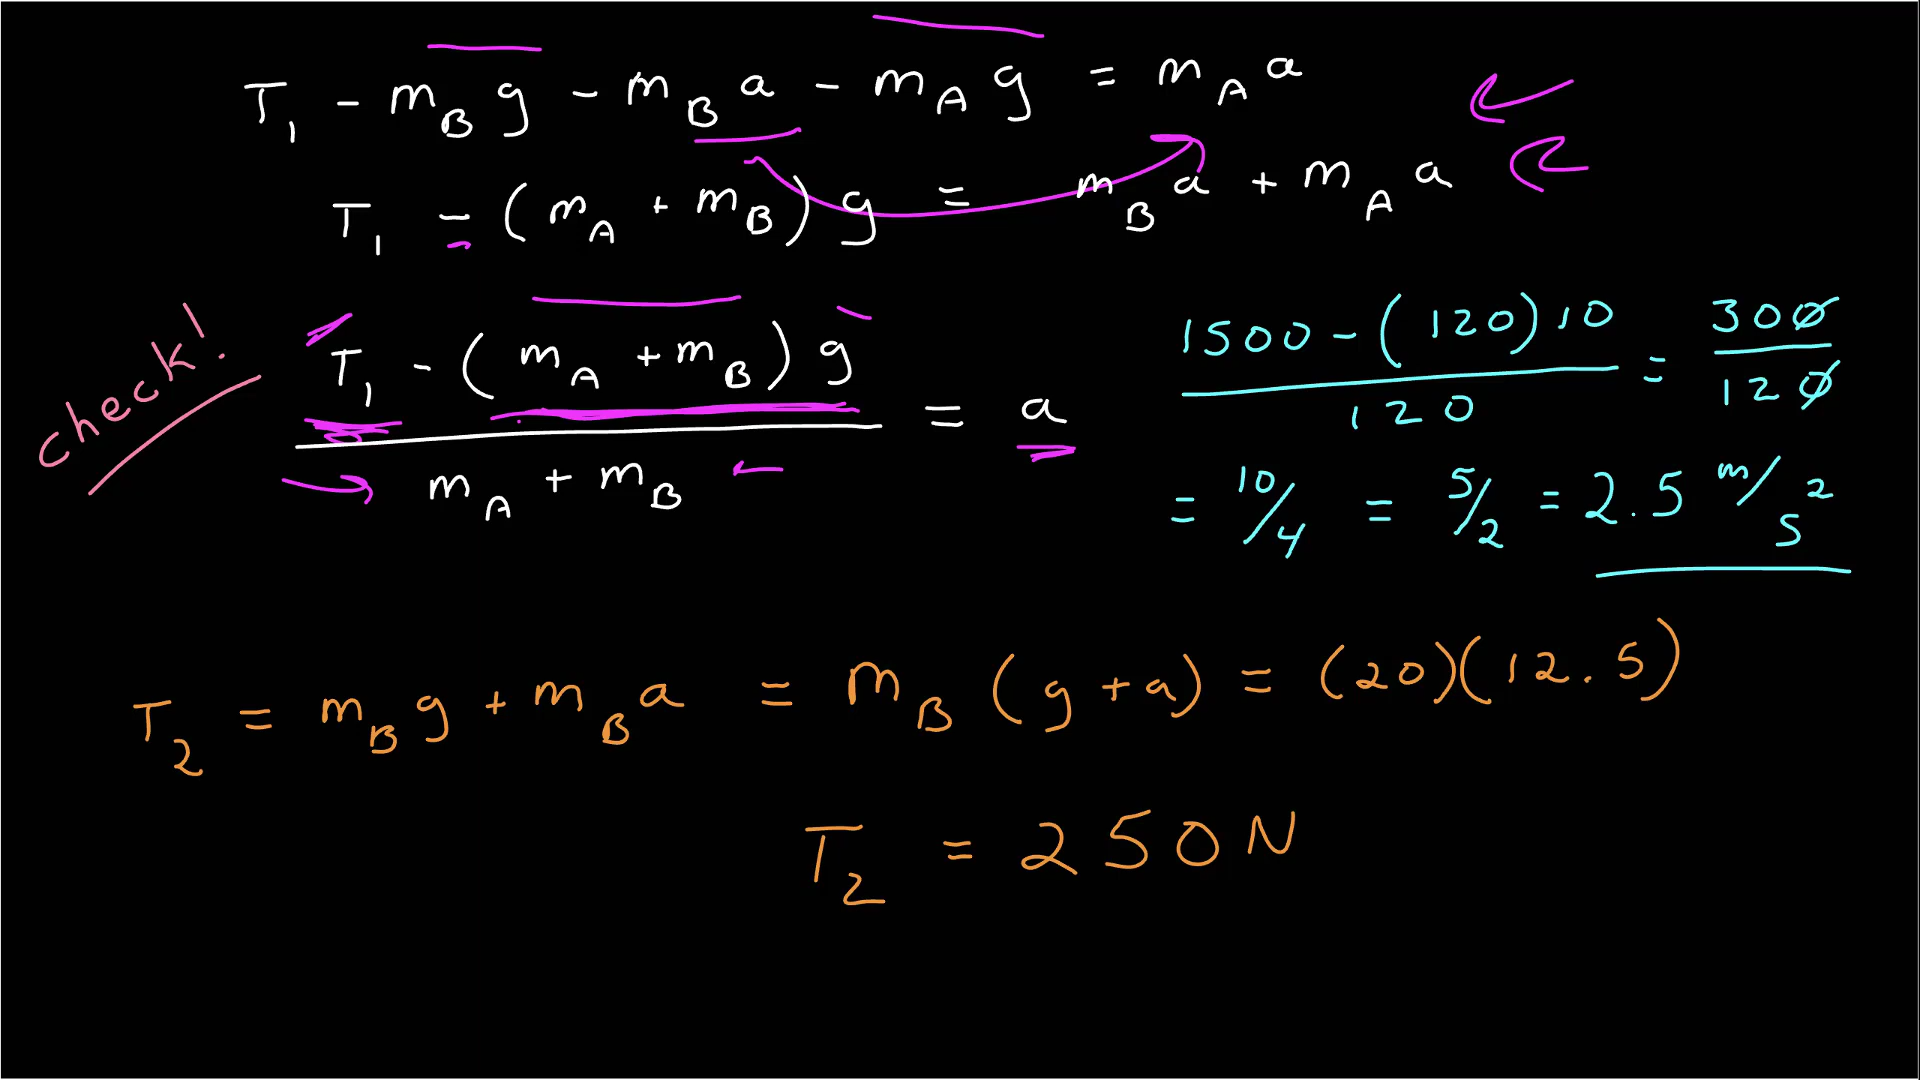 T₁ - m_B g - m_B a - m_A g = m_A a
T₁ = (m_A + m_B) g = m_B a + m_A a
check!
T₁ - (m_A + m_B) g / m_A + m_B = a
1500 - (120) 10 / 120 = 300 / 120
= 10/4 = 5/2 = 2.5 m/s²
T₂ = m_B g + m_B a = m_B (g + a) = (20)(12.5)
T₂ = 250 N